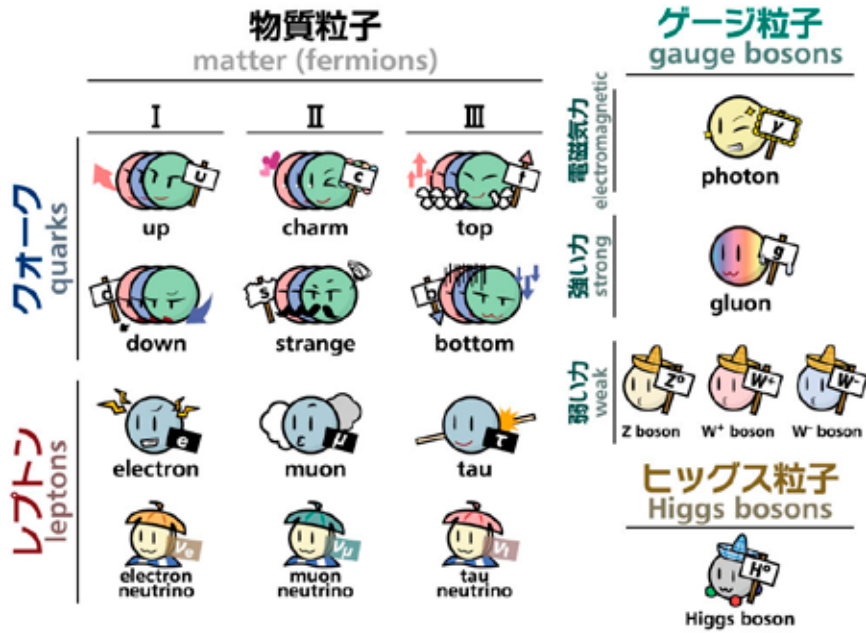 物質粒子
matter (fermions)
I
II
III
クォーク
quarks
u
up
c
charm
t
top
d
down
s
strange
b
bottom
レプトン
leptons
e
electron
μ
muon
τ
tau
νe
electron
neutrino
νμ
muon
neutrino
ντ
tau
neutrino
ゲージ粒子
gauge bosons
電磁気力
electromagnetic
γ
photon
強い力
strong
g
gluon
弱い力
weak
Z⁰
Z boson
W⁺
W⁺ boson
W⁻
W⁻ boson
ヒッグス粒子
Higgs bosons
H⁰
Higgs boson